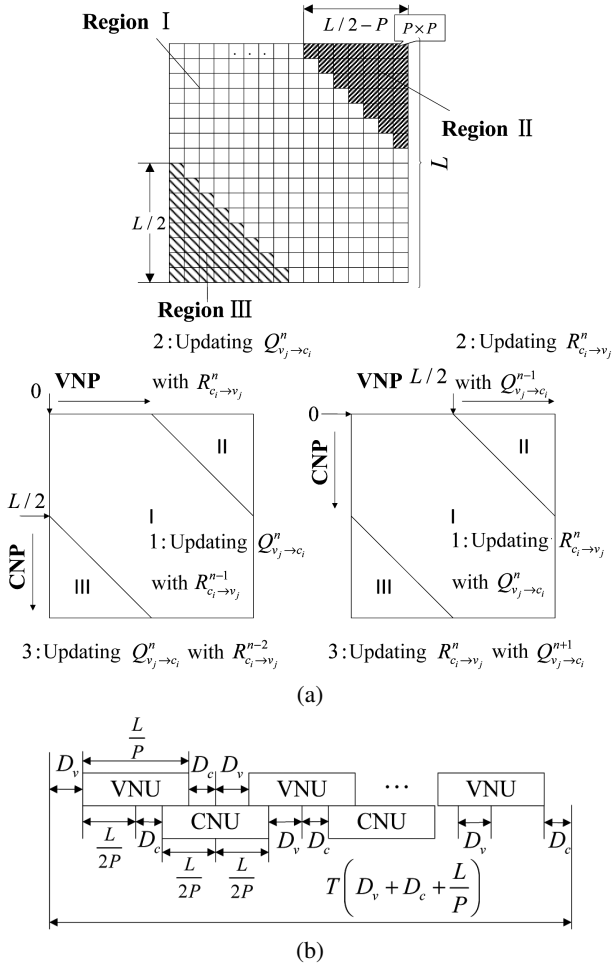 Region Ⅰ
L/2−P
P×P
. . .
Region Ⅱ
L
L/2
Region Ⅲ
2:Updating Q^n_{v_j→c_i}
0 VNP with R^n_{c_i→v_j}
II
L/2
I
1:Updating Q^n_{v_j→c_i}
CNP
III
with R^{n−1}_{c_i→v_j}
3:Updating Q^n_{v_j→c_i} with R^{n−2}_{c_i→v_j}
2:Updating R^n_{c_i→v_j}
VNP L/2 with Q^{n−1}_{v_j→c_i}
0
II
CNP
I
1:Updating R^n_{c_i→v_j}
III
with Q^n_{v_j→c_i}
3:Updating R^n_{c_i→v_j} with Q^{n+1}_{v_j→c_i}
(a)
D_v L/P D_c D_v
VNU VNU ... VNU
CNU CNU
L/2P D_c D_v D_c D_v D_c
L/2P L/2P
T(D_v + D_c + L/P)
(b)